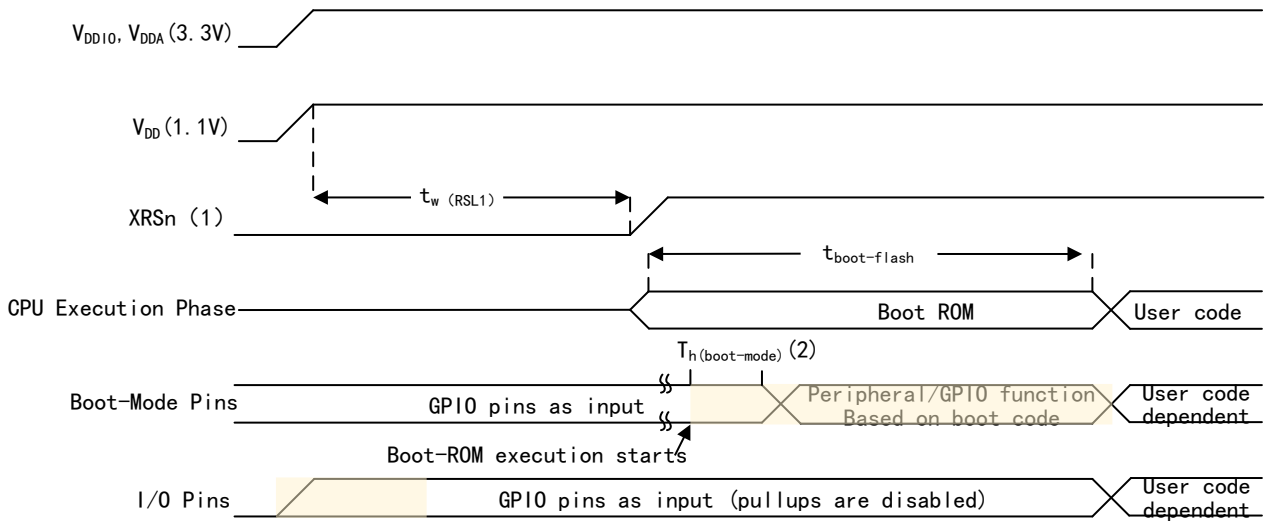 VDDIO, VDDA(3.3V)
VDD(1.1V)
tw (RSL1)
XRSn (1)
tboot-flash
CPU Execution Phase
Boot ROM
User code
Th(boot-mode)(2)
Boot-Mode Pins
GPIO pins as input
Peripheral/GPIO function
Based on boot code
User code
dependent
Boot-ROM execution starts
I/O Pins
GPIO pins as input (pullups are disabled)
User code
dependent